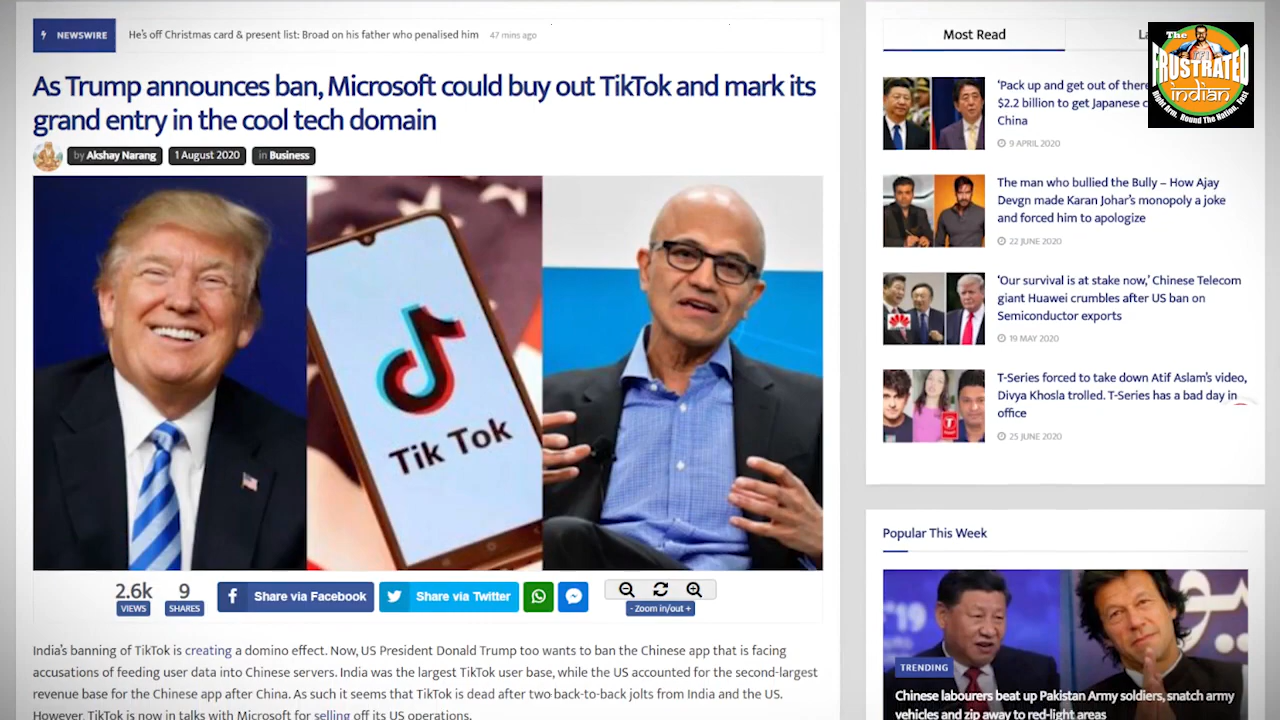 NEWSWIRE He's off Christmas card & present list: Broad on his father who penalised him 47 mins ago
As Trump announces ban, Microsoft could buy out TikTok and mark its
grand entry in the cool tech domain
by Akshay Narang 1 August 2020 in Business
Tik Tok
2.6k
VIEWS
9
SHARES
Share via Facebook
Share via Twitter
- Zoom in/out +
India's banning of TikTok is creating a domino effect. Now, US President Donald Trump too wants to ban the Chinese app that is facing
accusations of feeding user data into Chinese servers. India was the largest TikTok user base, while the US accounted for the second-largest
revenue base for the Chinese app after China. As such it seems that TikTok is dead after two back-to-back jolts from India and the US.
However, TikTok is now in talks with Microsoft for selling off its US operations.
Most Read
The
FRUSTRATED
indian
Right Arm, Round The Nation, Fast
'Pack up and get out of there
$2.2 billion to get Japanese c
China
9 APRIL, 2020
The man who bullied the Bully – How Ajay
Devgn made Karan Johar's monopoly a joke
and forced him to apologize
22 JUNE 2020
'Our survival is at stake now,' Chinese Telecom
giant Huawei crumbles after US ban on
Semiconductor exports
19 MAY 2020
T-Series forced to take down Atif Aslam's video,
Divya Khosla trolled. T-Series has a bad day in
office
25 JUNE 2020
Popular This Week
TRENDING
Chinese labourers beat up Pakistan Army soldiers, snatch army
vehicles and zip away to red-light areas